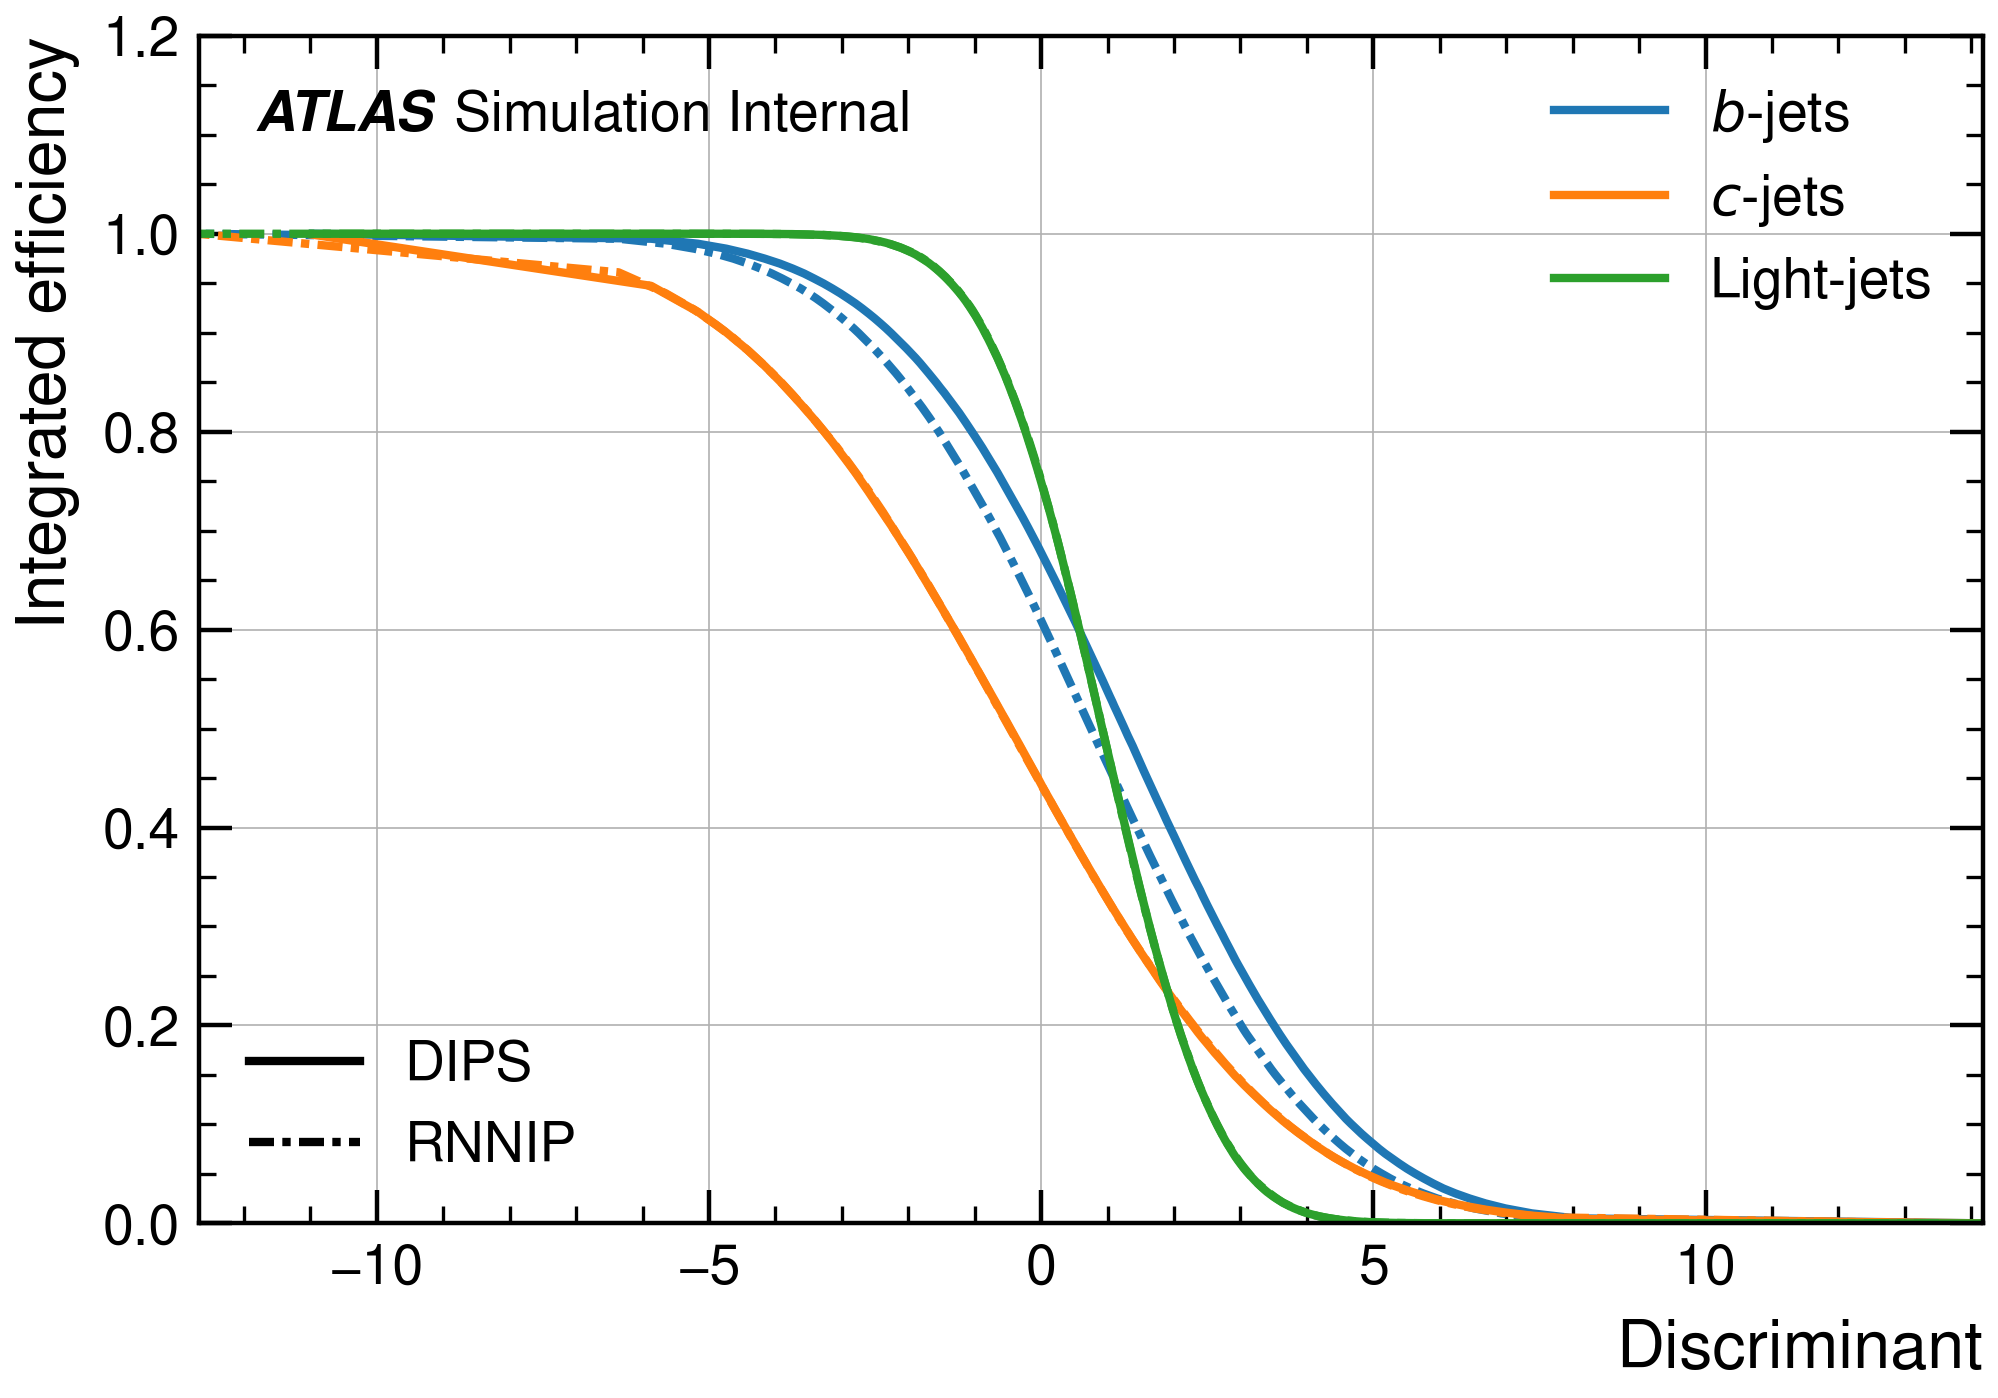 Integrated efficiency
1.2
1.0
0.8
0.6
0.4
0.2
0.0
ATLAS Simulation Internal
b-jets
c-jets
Light-jets
DIPS
RNNIP
−10
−5
0
5
10
Discriminant